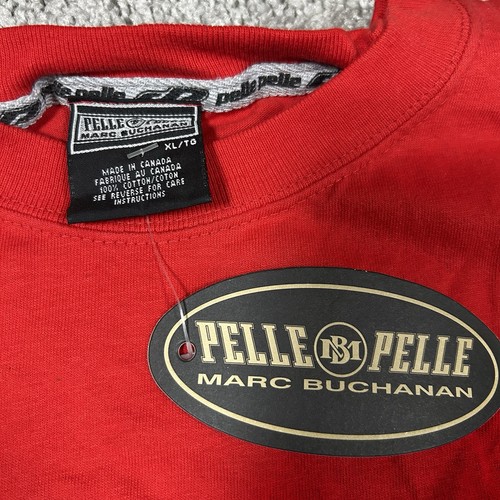 pelle pelle
PELLE PELLE
MARC BUCHANAN
XL/TG
MADE IN CANADA
FABRIQUE AU CANADA
100% COTTON/COTON
SEE REVERSE FOR CARE
INSTRUCTIONS
PELLE MB PELLE
MARC BUCHANAN